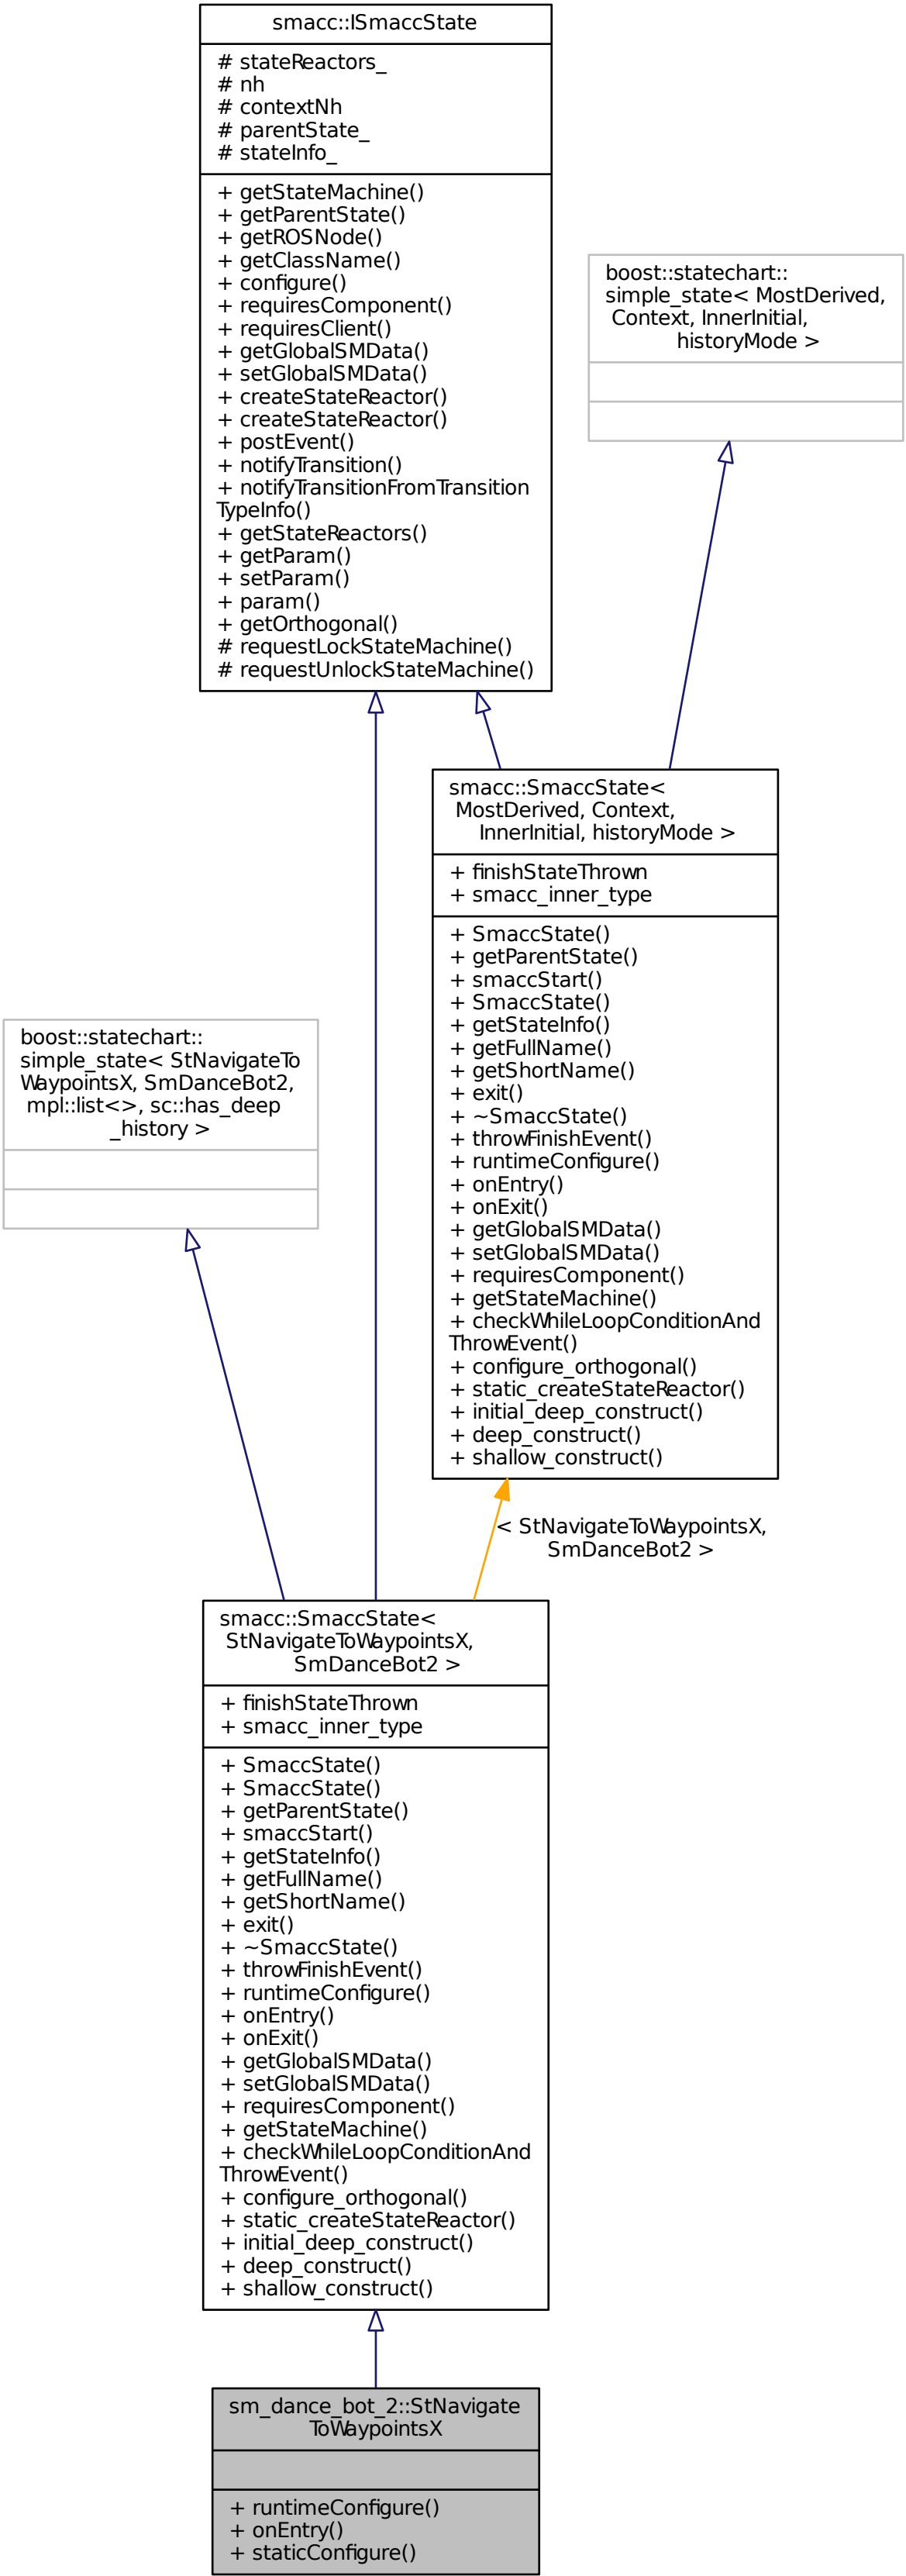 smacc::ISmaccState
# stateReactors_
# nh
# contextNh
# parentState_
# stateInfo_
+ getStateMachine()
+ getParentState()
+ getROSNode()
+ getClassName()
+ configure()
+ requiresComponent()
+ requiresClient()
+ getGlobalSMData()
+ setGlobalSMData()
+ createStateReactor()
+ createStateReactor()
+ postEvent()
+ notifyTransition()
+ notifyTransitionFromTransition
TypeInfo()
+ getStateReactors()
+ getParam()
+ setParam()
+ param()
+ getOrthogonal()
# requestLockStateMachine()
# requestUnlockStateMachine()
boost::statechart::
simple_state< MostDerived,
Context, InnerInitial,
historyMode >
smacc::SmaccState<
MostDerived, Context,
InnerInitial, historyMode >
+ finishStateThrown
+ smacc_inner_type
+ SmaccState()
+ getParentState()
+ smaccStart()
+ SmaccState()
+ getStateInfo()
+ getFullName()
+ getShortName()
+ exit()
+ ~SmaccState()
+ throwFinishEvent()
+ runtimeConfigure()
+ onEntry()
+ onExit()
+ getGlobalSMData()
+ setGlobalSMData()
+ requiresComponent()
+ getStateMachine()
+ checkWhileLoopConditionAnd
ThrowEvent()
+ configure_orthogonal()
+ static_createStateReactor()
+ initial_deep_construct()
+ deep_construct()
+ shallow_construct()
boost::statechart::
simple_state< StNavigateTo
WaypointsX, SmDanceBot2,
mpl::list<>, sc::has_deep
_history >
< StNavigateToWaypointsX,
SmDanceBot2 >
smacc::SmaccState<
StNavigateToWaypointsX,
SmDanceBot2 >
+ finishStateThrown
+ smacc_inner_type
+ SmaccState()
+ SmaccState()
+ getParentState()
+ smaccStart()
+ getStateInfo()
+ getFullName()
+ getShortName()
+ exit()
+ ~SmaccState()
+ throwFinishEvent()
+ runtimeConfigure()
+ onEntry()
+ onExit()
+ getGlobalSMData()
+ setGlobalSMData()
+ requiresComponent()
+ getStateMachine()
+ checkWhileLoopConditionAnd
ThrowEvent()
+ configure_orthogonal()
+ static_createStateReactor()
+ initial_deep_construct()
+ deep_construct()
+ shallow_construct()
sm_dance_bot_2::StNavigate
ToWaypointsX
+ runtimeConfigure()
+ onEntry()
+ staticConfigure()